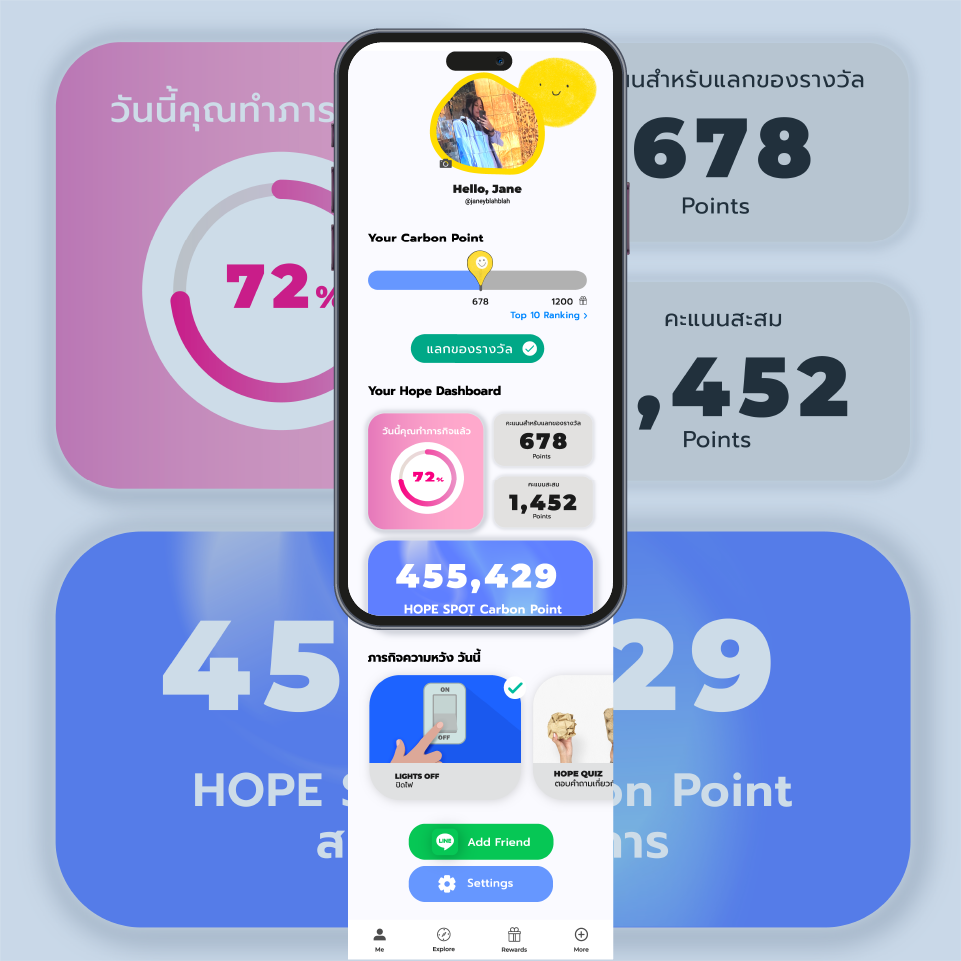 วันนี้คุณทำภาร
72%
นสำหรับแลกของรางวัล
678
Points
คะแนนสะสม
,452
Points
45
29
HOPE S
on Point
ส
าร
Hello, Jane
@janeyblahblah
Your Carbon Point
678
1200
Top 10 Ranking >
แลกของรางวัล
Your Hope Dashboard
วันนี้คุณทำภารกิจแล้ว
72%
คะแนนสำหรับแลกของรางวัล
678
Points
คะแนนสะสม
1,452
Points
455,429
HOPE SPOT Carbon Point
ภารกิจความหวัง วันนี้
ON
OFF
LIGHTS OFF
ปิดไฟ
HOPE QUIZ
ตอบคำถามเกี่ยวกั
LINE
Add Friend
Settings
Me
Explore
Rewards
More